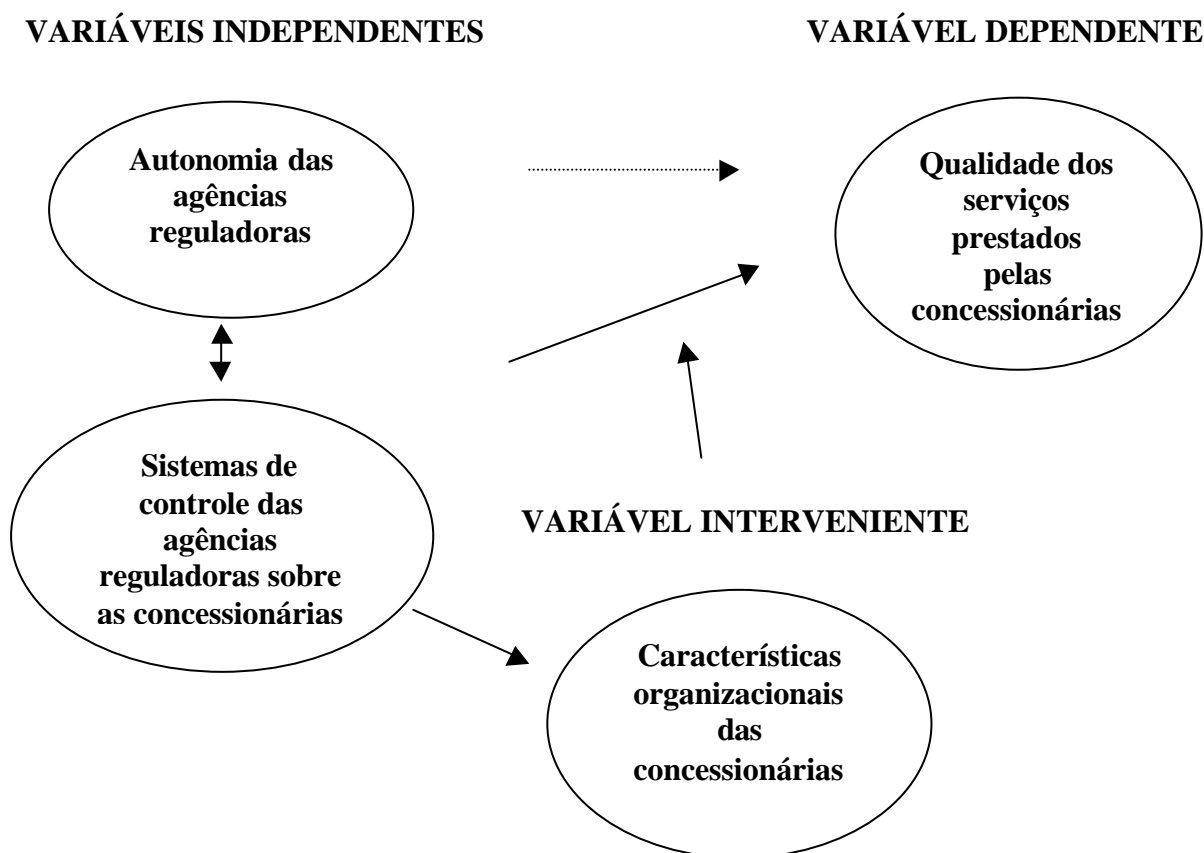 VARIÁVEIS INDEPENDENTES
VARIÁVEL DEPENDENTE
Autonomia das
agências
reguladoras
Qualidade dos
serviços
prestados
pelas
concessionárias
Sistemas de
controle das
agências
reguladoras sobre
as concessionárias
VARIÁVEL INTERVENIENTE
Características
organizacionais
das
concessionárias